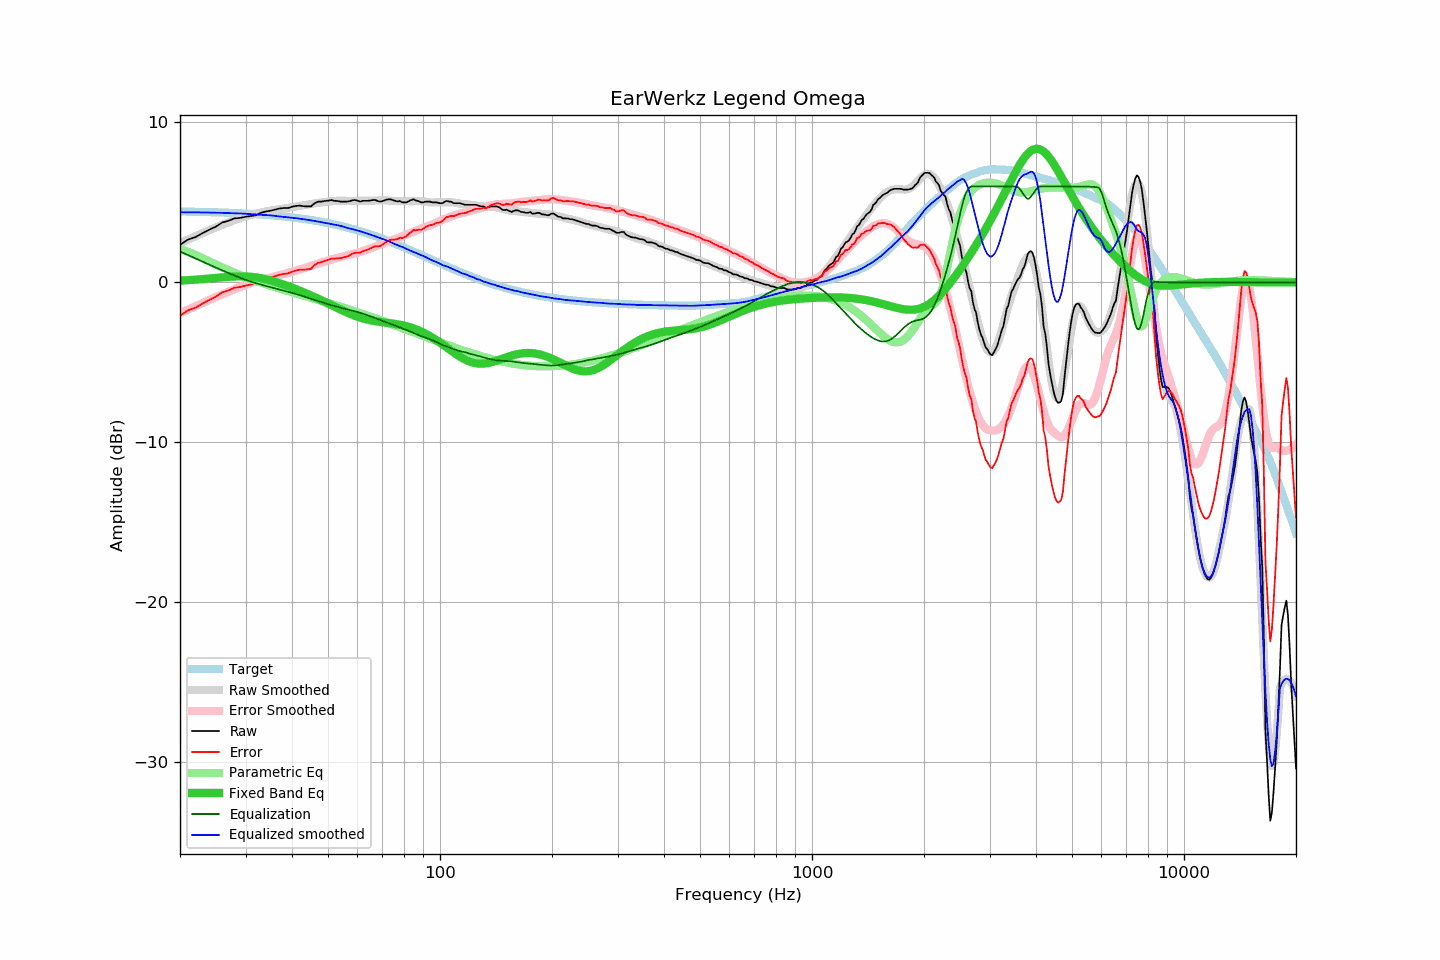 EarWerkz Legend Omega
10
0
−10
−20
−30
Amplitude (dBr)
Target
Raw Smoothed
Error Smoothed
Raw
Error
Parametric Eq
Fixed Band Eq
Equalization
Equalized smoothed
100
1000
10000
Frequency (Hz)